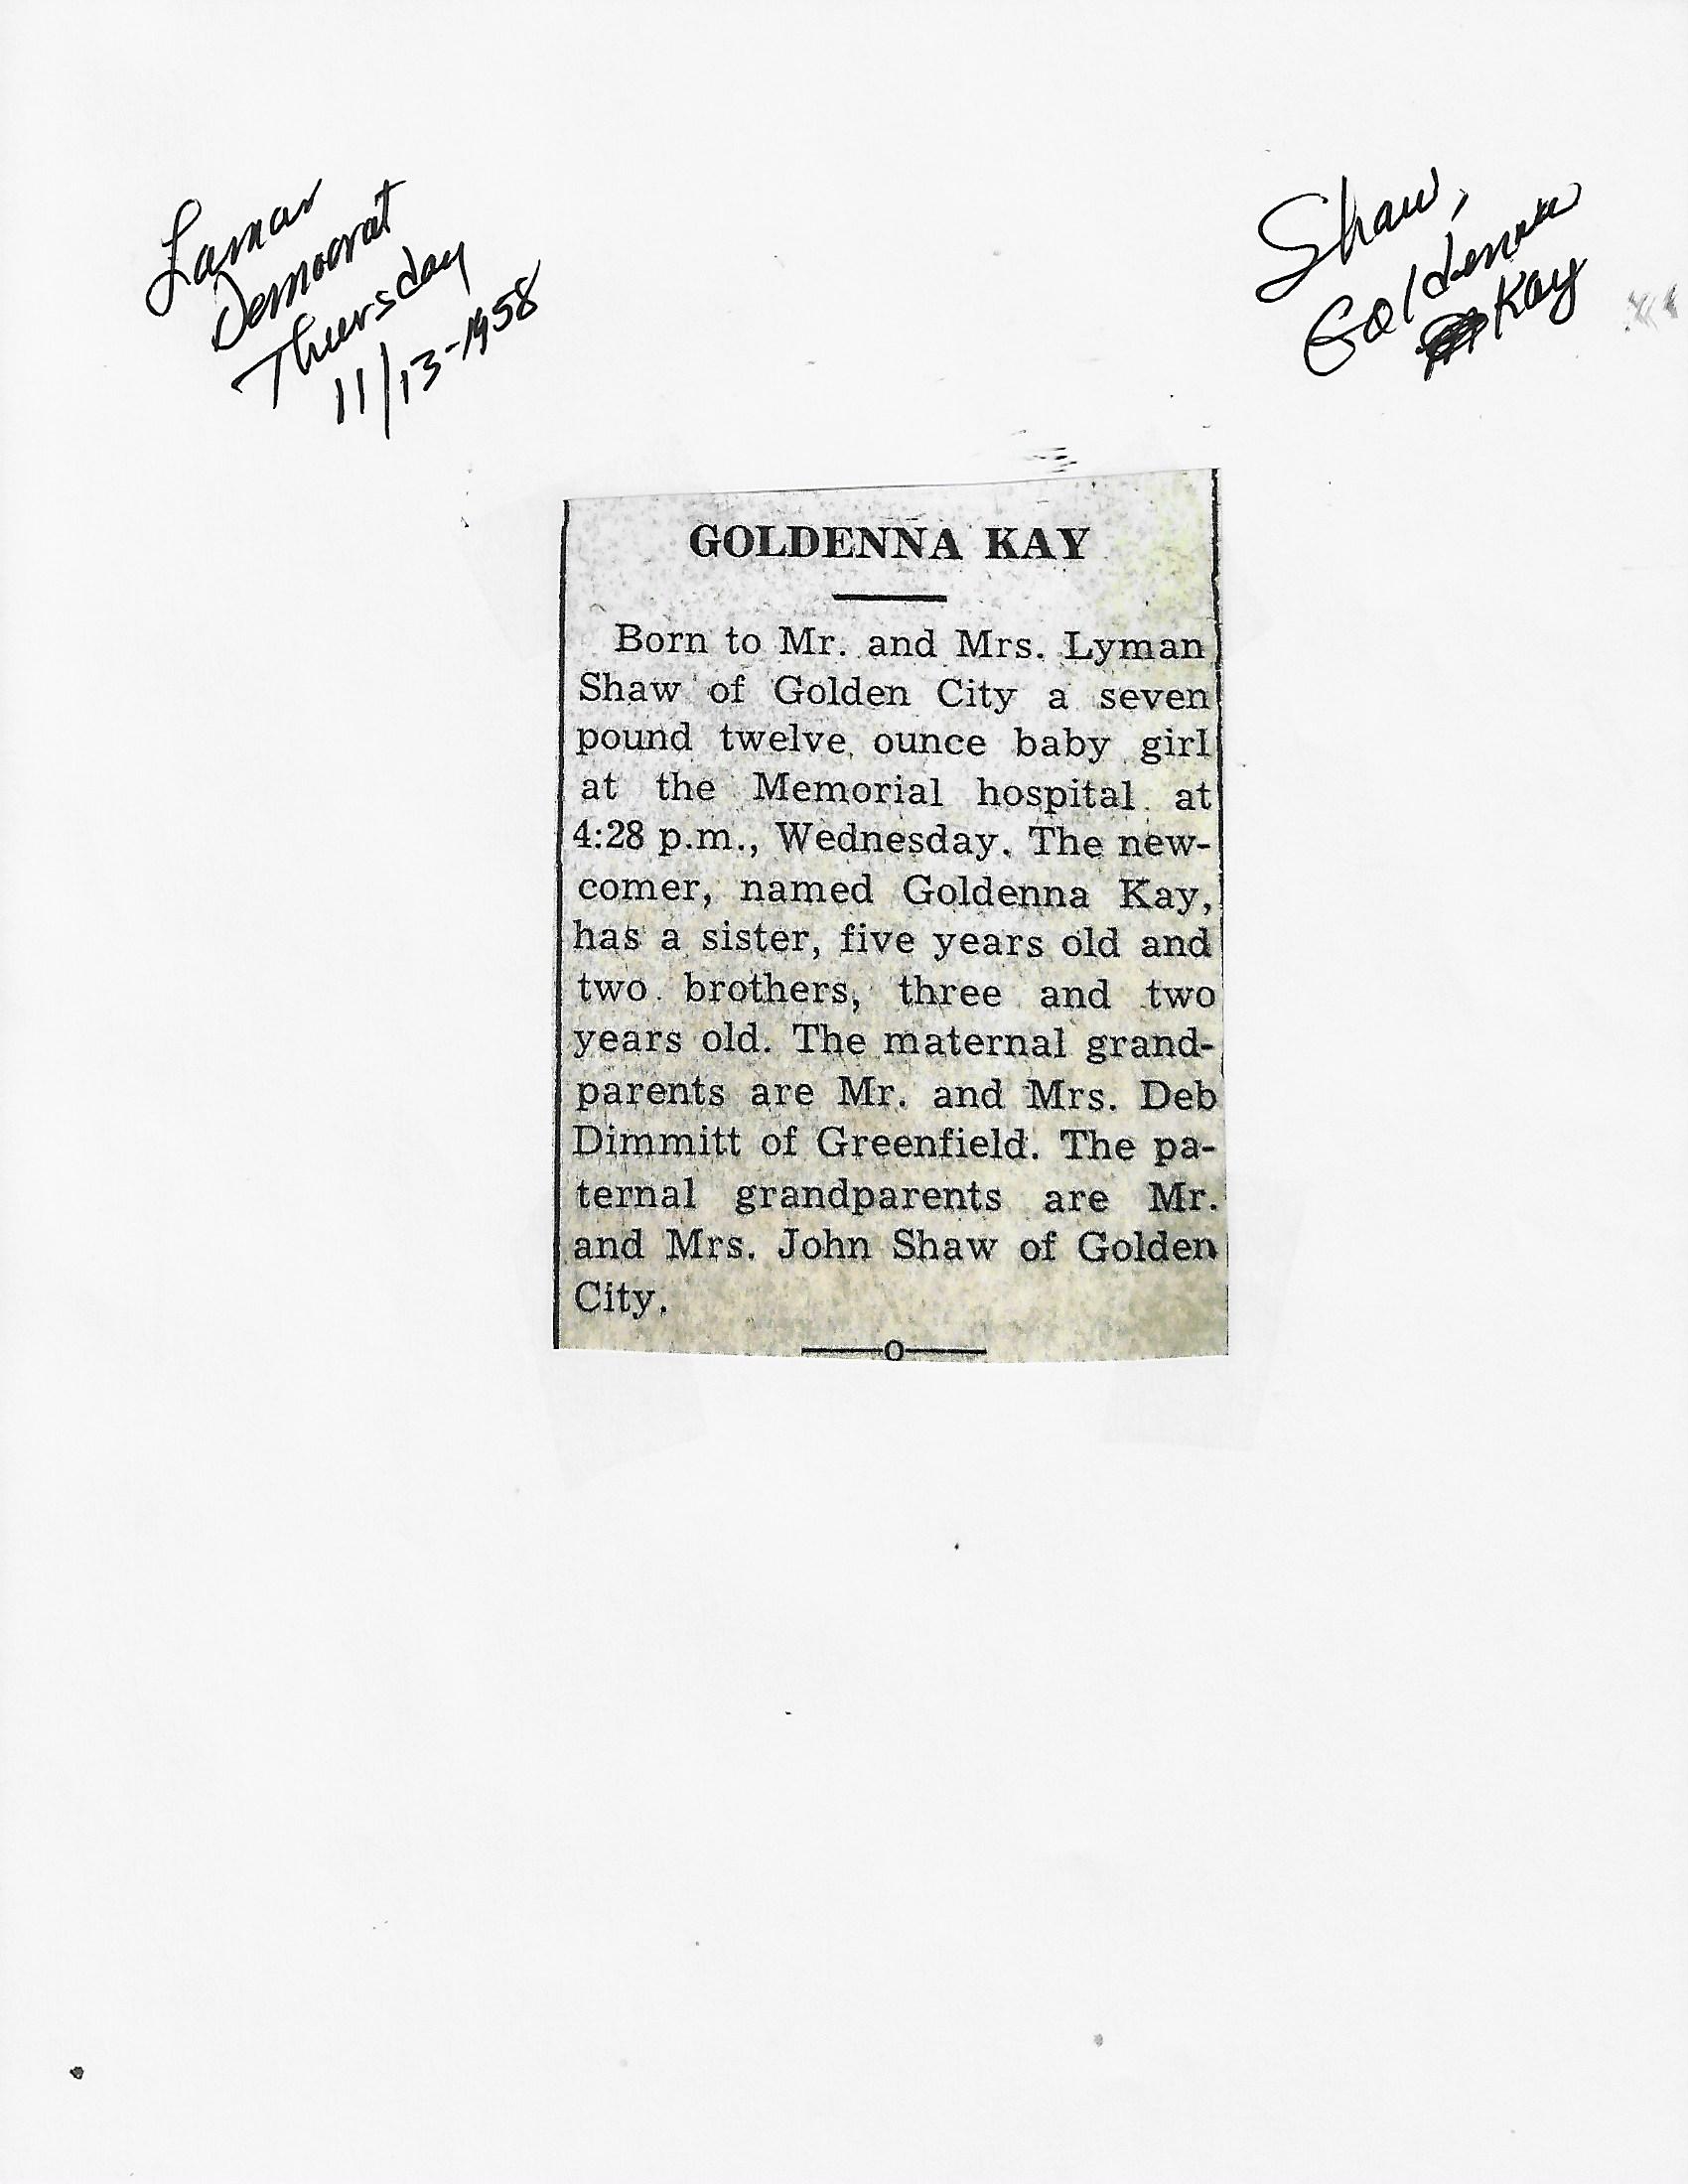 Lamar
Democrat
Thursday
11/13-1958
Shaw,
Goldenna
Kay
GOLDENNA KAY
Born to Mr. and Mrs. Lyman
Shaw of Golden City a seven
pound twelve ounce baby girl
at the Memorial hospital at
4:28 p.m., Wednesday. The new-
comer, named Goldenna Kay,
has a sister, five years old and
two brothers, three and two
years old. The maternal grand-
parents are Mr. and Mrs. Deb
Dimmitt of Greenfield. The pa-
ternal grandparents are Mr.
and Mrs. John Shaw of Golden
City.